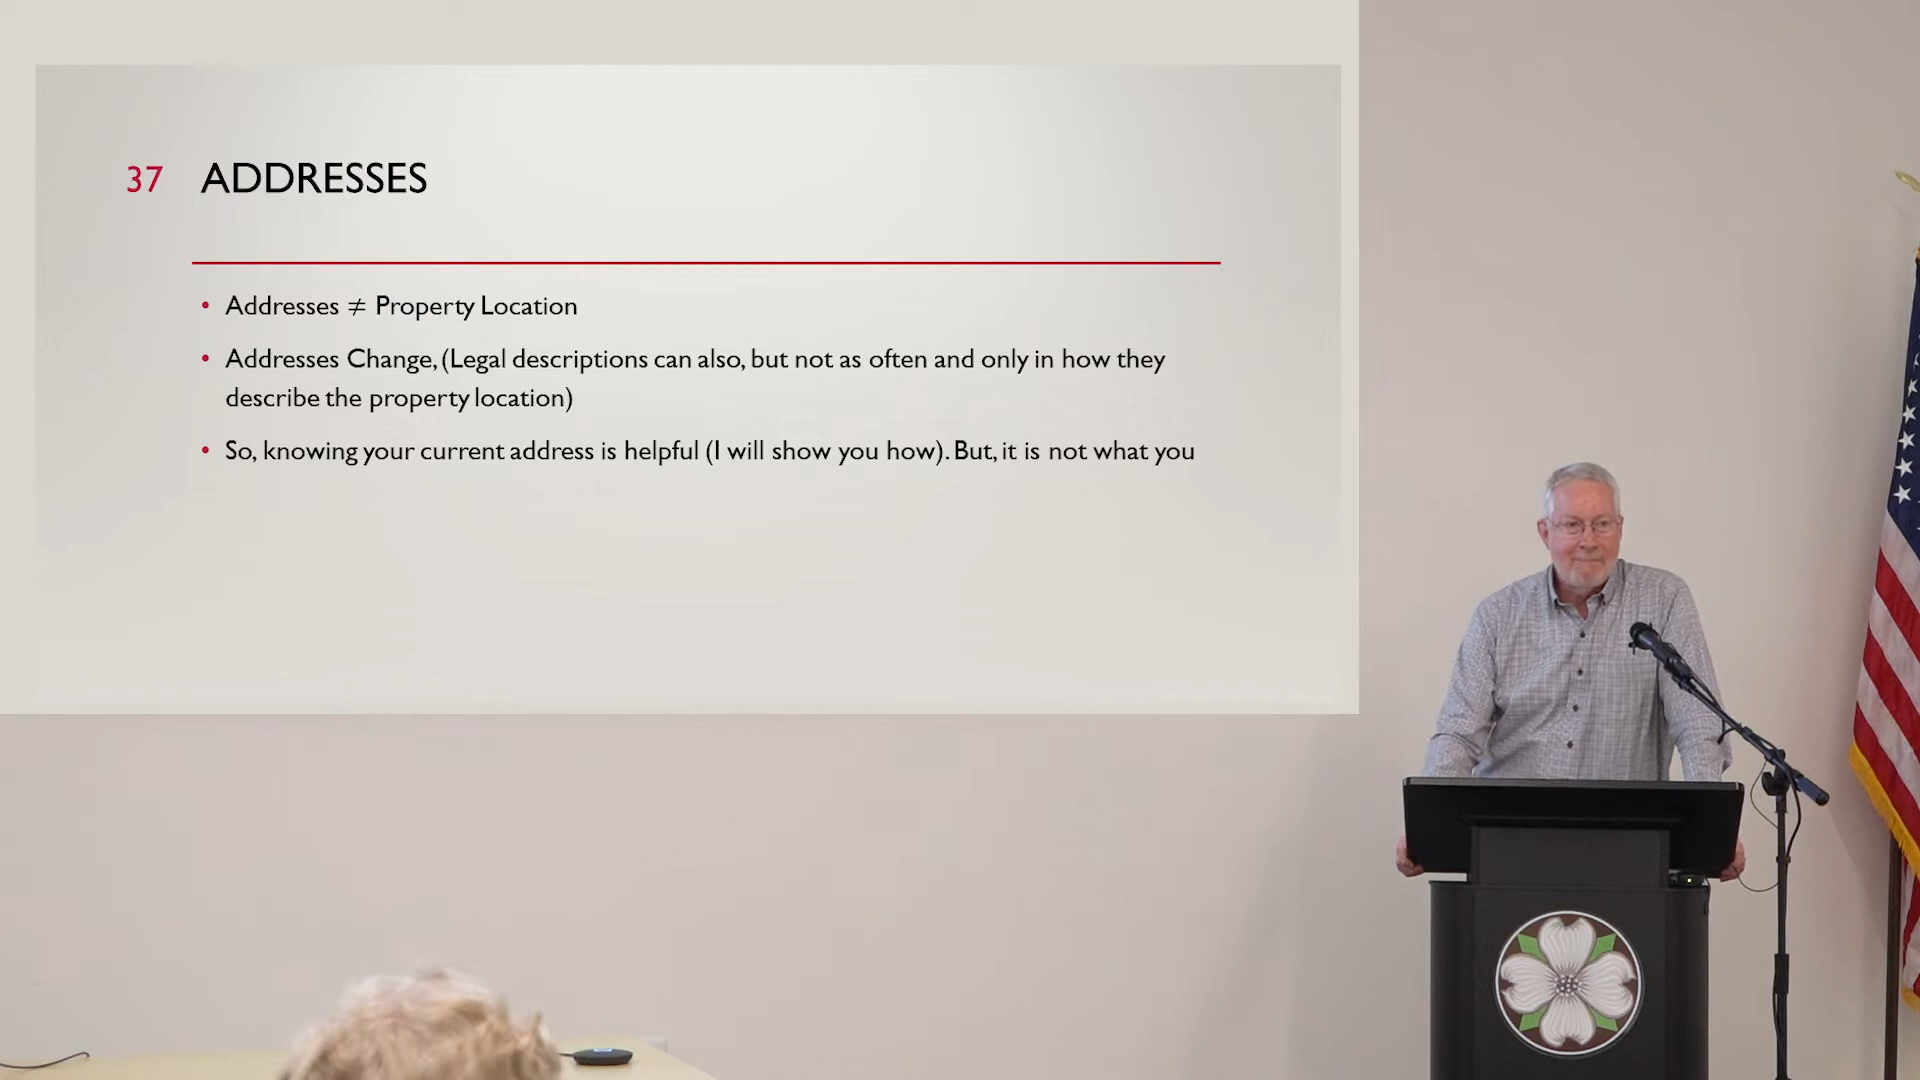 37 ADDRESSES
• Addresses ≠ Property Location
• Addresses Change, (Legal descriptions can also, but not as often and only in how they
describe the property location)
• So, knowing your current address is helpful (I will show you how). But, it is not what you